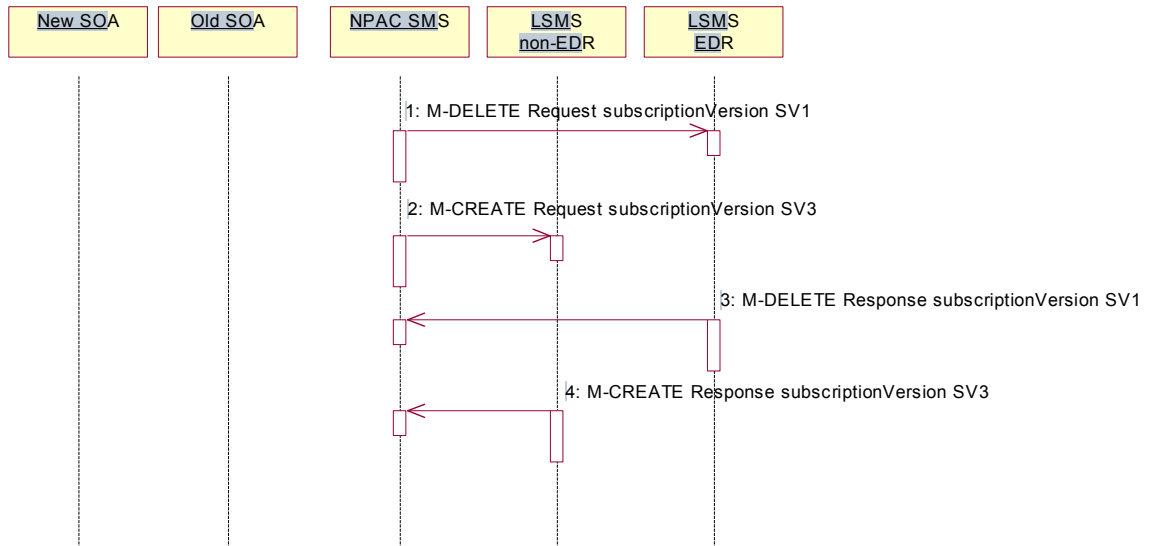 New SOA
Old SOA
NPAC SMS
LSMS
non-EDR
LSMS
EDR
1: M-DELETE Request subscriptionVersion SV1
2: M-CREATE Request subscriptionVersion SV3
3: M-DELETE Response subscriptionVersion SV1
4: M-CREATE Response subscriptionVersion SV3